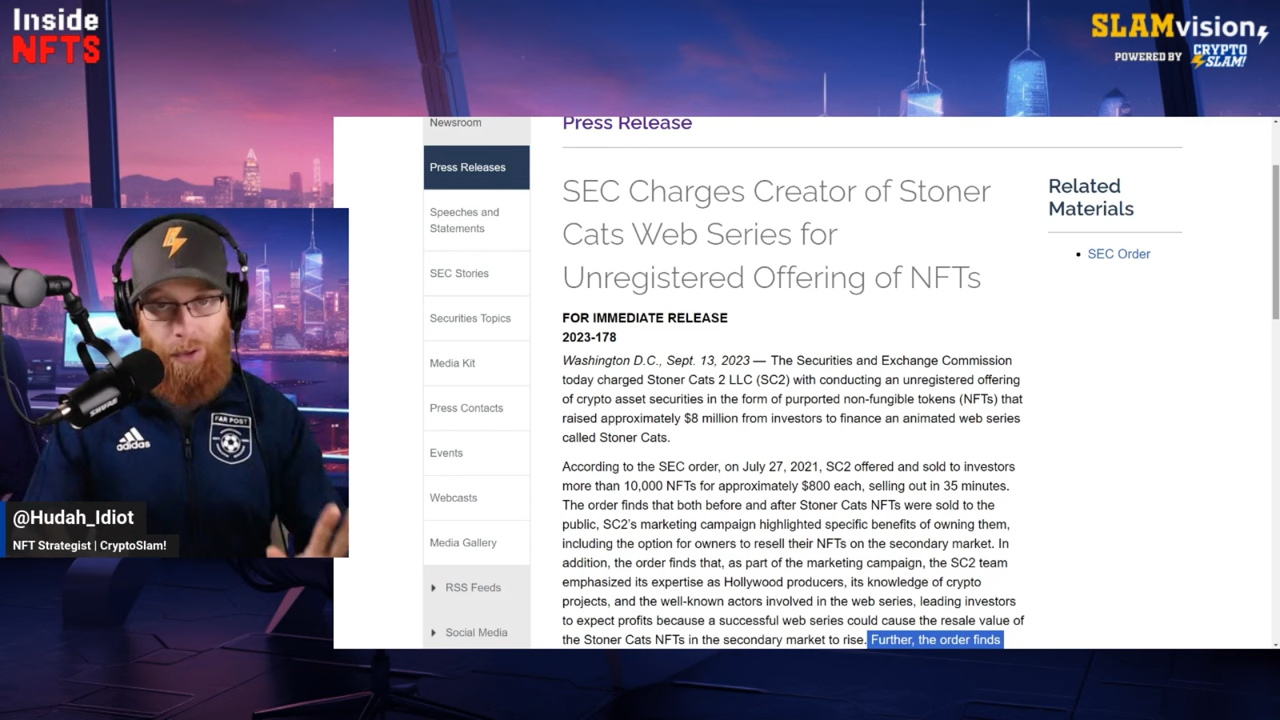 Inside
NFTS
SLAMvision
POWERED BY CRYPTO
SLAM!
Newsroom
Press Releases
Speeches and
Statements
SEC Stories
Securities Topics
Media Kit
Press Contacts
Events
Webcasts
Media Gallery
RSS Feeds
Social Media
Press Release
SEC Charges Creator of Stoner
Cats Web Series for
Unregistered Offering of NFTs
FOR IMMEDIATE RELEASE
2023-178
Washington D.C., Sept. 13, 2023 — The Securities and Exchange Commission
today charged Stoner Cats 2 LLC (SC2) with conducting an unregistered offering
of crypto asset securities in the form of purported non-fungible tokens (NFTs) that
raised approximately $8 million from investors to finance an animated web series
called Stoner Cats.
According to the SEC order, on July 27, 2021, SC2 offered and sold to investors
more than 10,000 NFTs for approximately $800 each, selling out in 35 minutes.
The order finds that both before and after Stoner Cats NFTs were sold to the
public, SC2's marketing campaign highlighted specific benefits of owning them,
including the option for owners to resell their NFTs on the secondary market. In
addition, the order finds that, as part of the marketing campaign, the SC2 team
emphasized its expertise as Hollywood producers, its knowledge of crypto
projects, and the well-known actors involved in the web series, leading investors
to expect profits because a successful web series could cause the resale value of
the Stoner Cats NFTs in the secondary market to rise. Further, the order finds
Related
Materials
SEC Order
SHURE
adidas
FAR POST
@Hudah_Idiot
NFT Strategist | CryptoSlam!